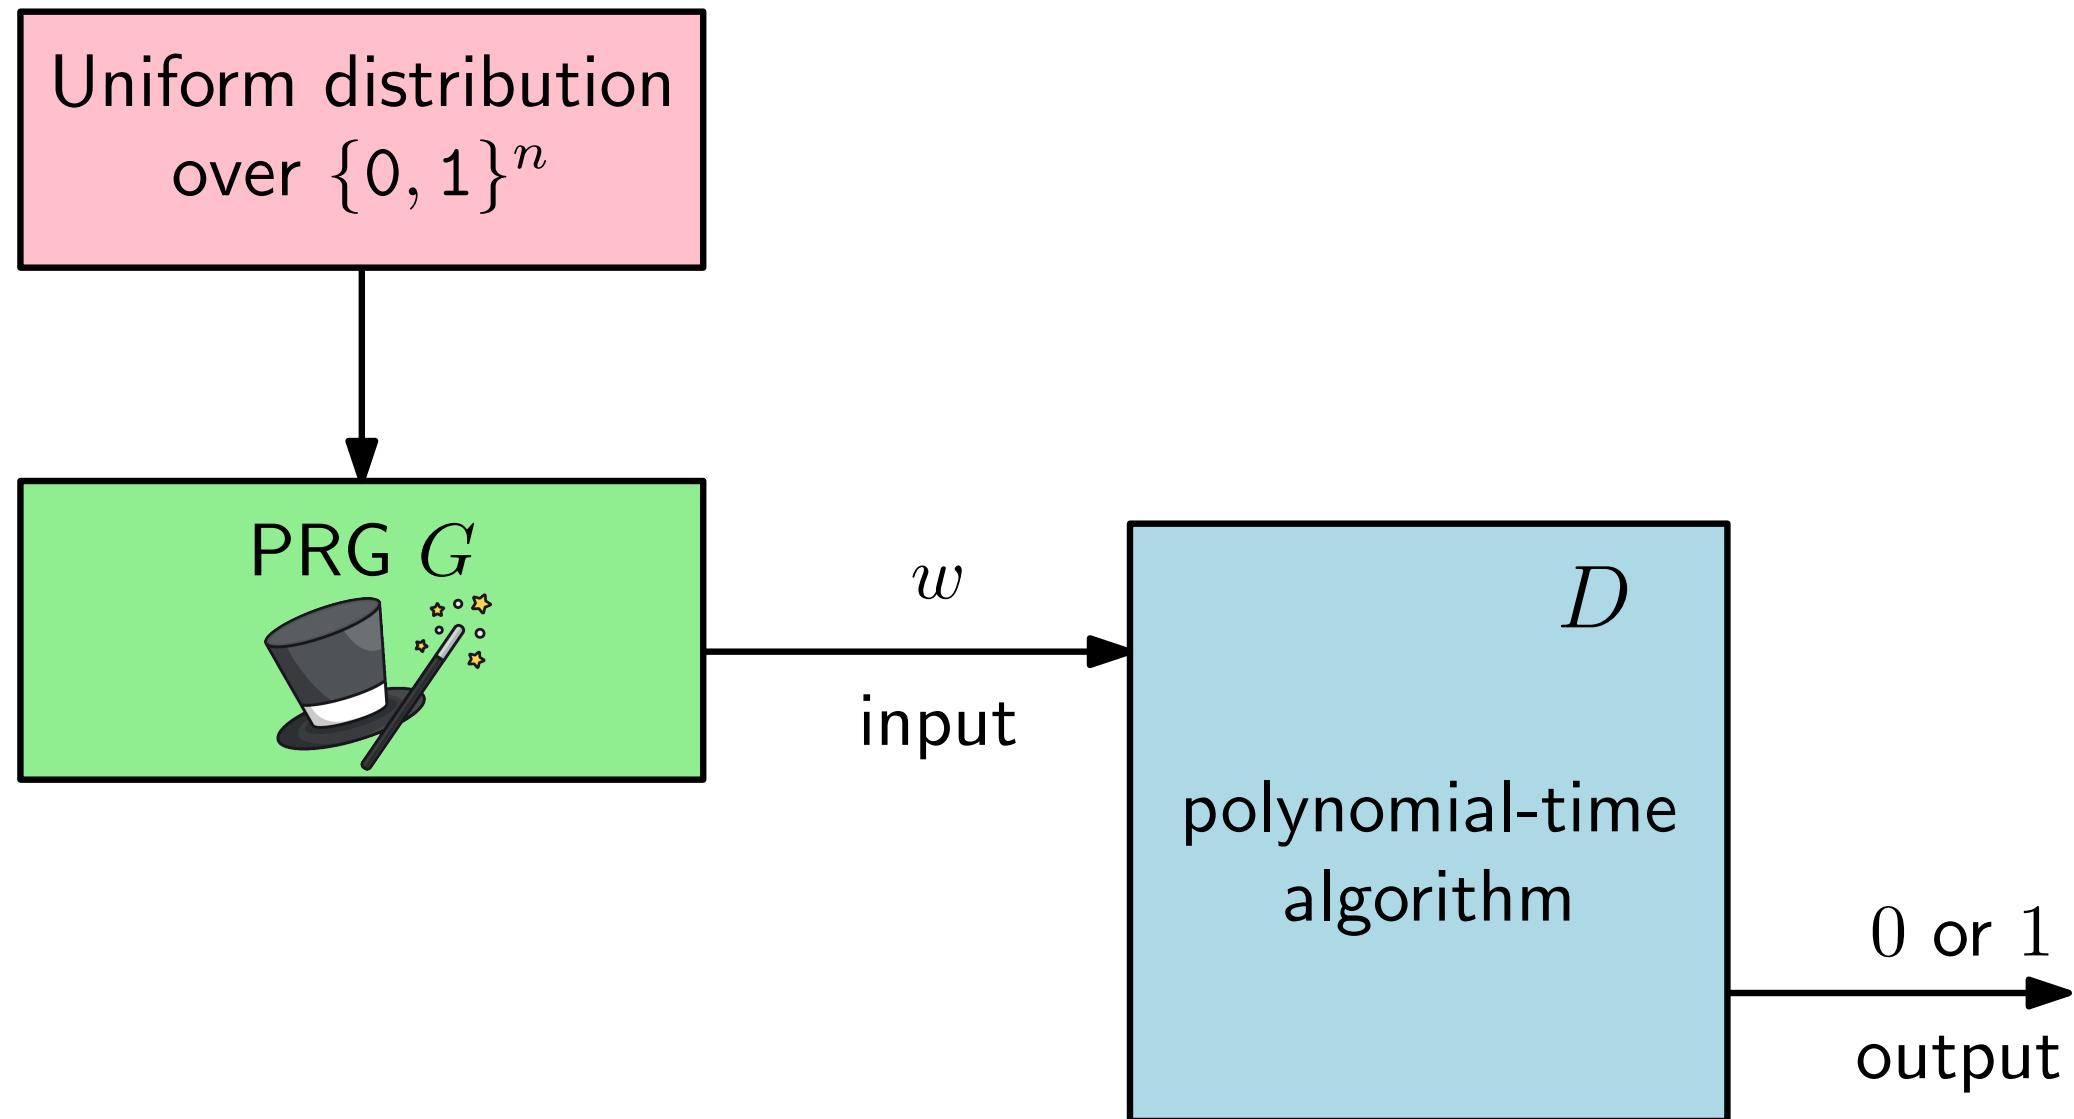 Uniform distribution
over {0, 1}ⁿ
PRG G
w
input
D
polynomial-time
algorithm
0 or 1
output